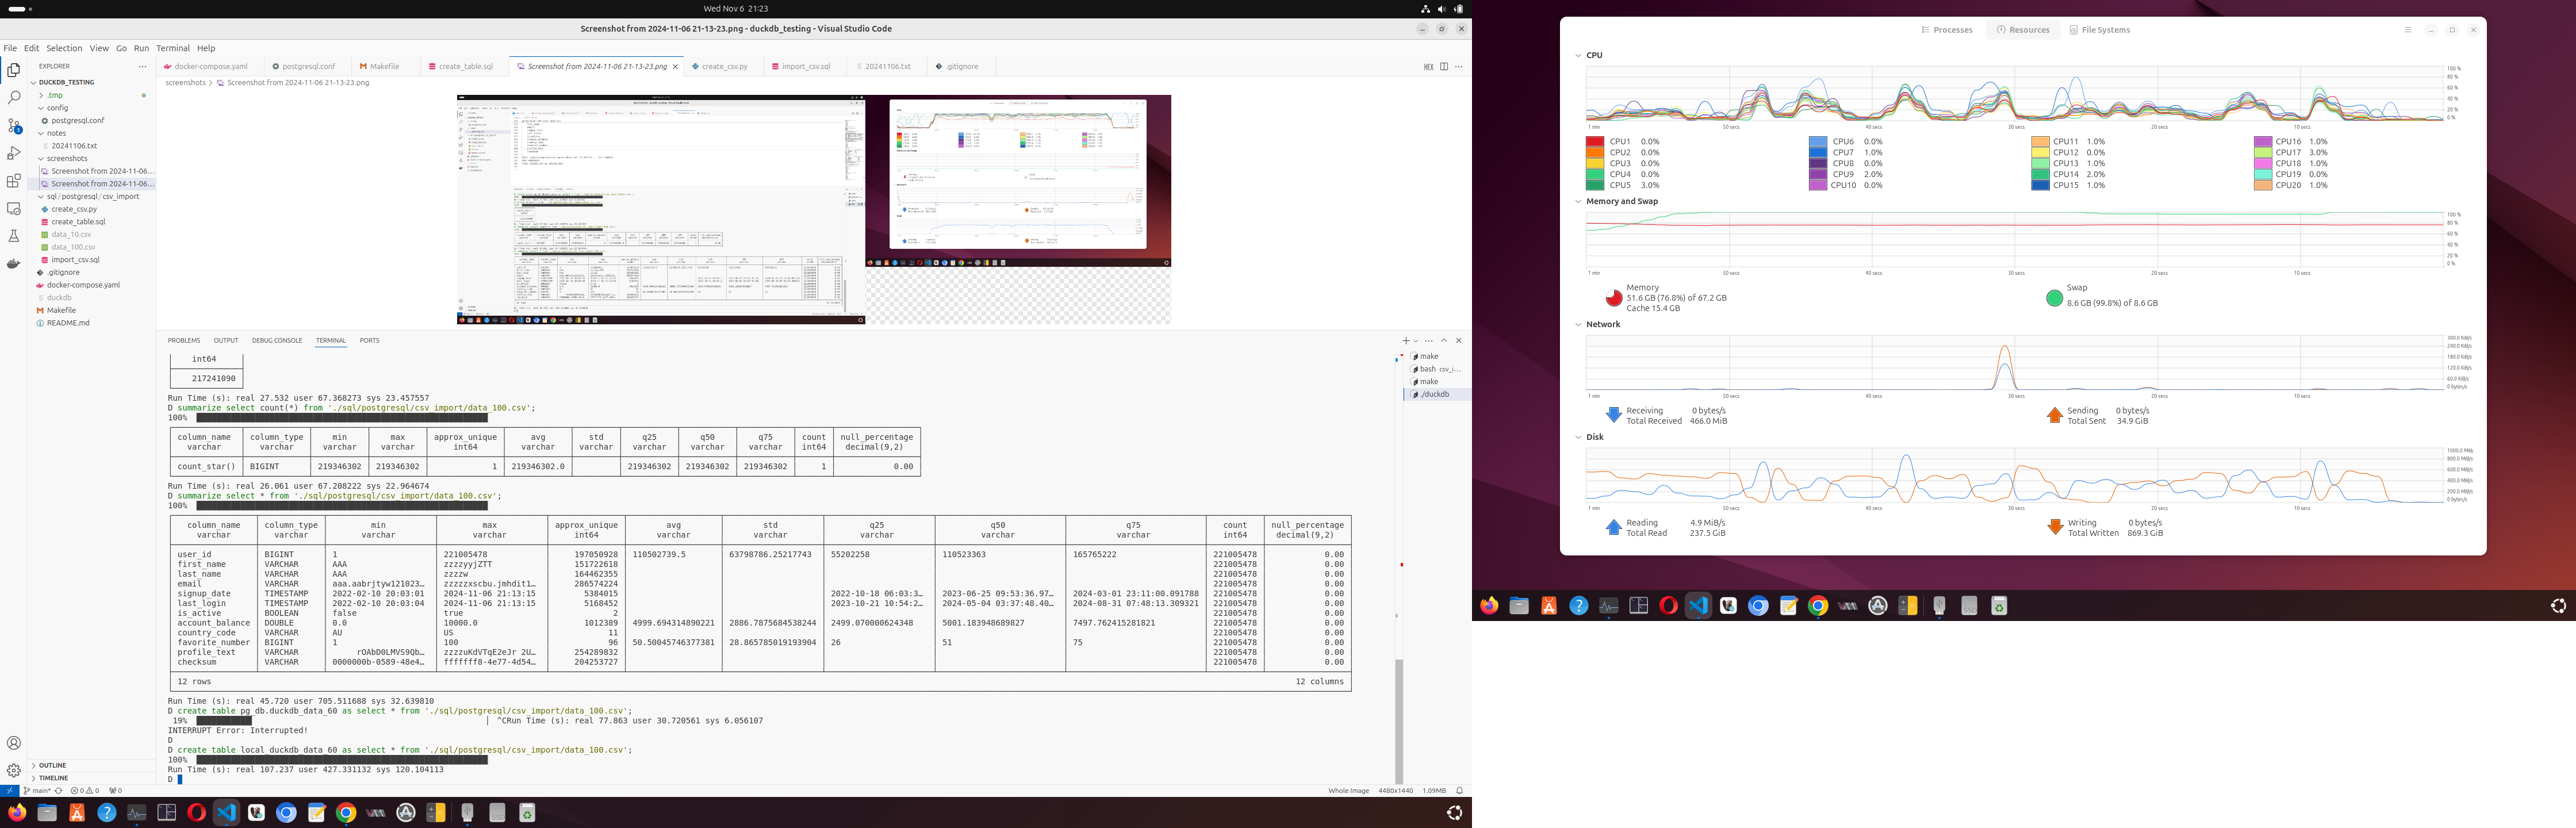 Wed Nov 6 21:23
Screenshot from 2024-11-06 21-13-23.png - duckdb_testing - Visual Studio Code
File Edit Selection View Go Run Terminal Help
EXPLORER
DUCKDB_TESTING
.tmp
config
postgresql.conf
notes
20241106.txt
screenshots
Screenshot from 2024-11-06...
Screenshot from 2024-11-06...
sql / postgresql / csv_import
create_csv.py
create_table.sql
data_10.csv
data_100.csv
import_csv.sql
.gitignore
docker-compose.yaml
duckdb
Makefile
README.md
OUTLINE
TIMELINE
docker-compose.yaml postgresql.conf Makefile create_table.sql Screenshot from 2024-11-06 21-13-23.png create_csv.py import_csv.sql 20241106.txt .gitignore
HEX
screenshots > Screenshot from 2024-11-06 21-13-23.png
PROBLEMS OUTPUT DEBUG CONSOLE TERMINAL PORTS
make
bash csv_i...
make
./duckdb
int64
217241090
Run Time (s): real 27.532 user 67.368273 sys 23.457557
D summarize select count(*) from './sql/postgresql/csv_import/data_100.csv';
100%
column_name column_type min max approx_unique avg std q25 q50 q75 count null_percentage
varchar varchar varchar varchar int64 varchar varchar varchar varchar varchar int64 decimal(9,2)
count_star() BIGINT 219346302 219346302 1 219346302.0 219346302 219346302 219346302 1 0.00
Run Time (s): real 26.061 user 67.208222 sys 22.964674
D summarize select * from './sql/postgresql/csv_import/data_100.csv';
100%
column_name column_type min max approx_unique avg std q25 q50 q75 count null_percentage
varchar varchar varchar varchar int64 varchar varchar varchar varchar varchar int64 decimal(9,2)
user_id BIGINT 1 221005478 197050928 110502739.5 63798786.25217743 55202258 110523363 165765222 221005478 0.00
first_name VARCHAR AAA zzzzyyjZTT 151722618 221005478 0.00
last_name VARCHAR AAA zzzzw 164462355 221005478 0.00
email VARCHAR aaa.aabrjtyw121023… zzzzzxscbu.jmhdit1… 286574224 221005478 0.00
signup_date TIMESTAMP 2022-02-10 20:03:01 2024-11-06 21:13:15 5384015 2022-10-18 06:03:3… 2023-06-25 09:53:36.97… 2024-03-01 23:11:00.091788 221005478 0.00
last_login TIMESTAMP 2022-02-10 20:03:04 2024-11-06 21:13:15 5168452 2023-10-21 10:54:2… 2024-05-04 03:37:48.40… 2024-08-31 07:48:13.309321 221005478 0.00
is_active BOOLEAN false true 2 221005478 0.00
account_balance DOUBLE 0.0 10000.0 1012389 4999.694314890221 2886.7875684538244 2499.070000624348 5001.183948689827 7497.762415281821 221005478 0.00
country_code VARCHAR AU US 11 221005478 0.00
favorite_number BIGINT 1 100 96 50.50045746377381 28.865785019193904 26 51 75 221005478 0.00
profile_text VARCHAR rOAbD0LMVS9Qb… zzzzuKdVTqE2eJr 2U… 254289832 221005478 0.00
checksum VARCHAR 0000000b-0589-48e4… fffffff8-4e77-4d54… 204253727 221005478 0.00
12 rows 12 columns
Run Time (s): real 45.720 user 705.511688 sys 32.639810
D create table pg_db.duckdb_data_60 as select * from './sql/postgresql/csv_import/data_100.csv';
19% ^CRun Time (s): real 77.863 user 30.720561 sys 6.056107
INTERRUPT Error: Interrupted!
D
D create table local_duckdb_data_60 as select * from './sql/postgresql/csv_import/data_100.csv';
100%
Run Time (s): real 107.237 user 427.331132 sys 120.104113
D
main* 0 0 0 Whole Image 4480x1440 1.09MB
Processes Resources File Systems
CPU
100 %
80 %
60 %
40 %
20 %
0 %
1 min 50 secs 40 secs 30 secs 20 secs 10 secs
CPU1 0.0% CPU6 0.0% CPU11 1.0% CPU16 1.0%
CPU2 0.0% CPU7 1.0% CPU12 0.0% CPU17 3.0%
CPU3 0.0% CPU8 0.0% CPU13 1.0% CPU18 1.0%
CPU4 0.0% CPU9 2.0% CPU14 2.0% CPU19 0.0%
CPU5 3.0% CPU10 0.0% CPU15 1.0% CPU20 1.0%
Memory and Swap
100 %
80 %
60 %
40 %
20 %
0 %
1 min 50 secs 40 secs 30 secs 20 secs 10 secs
Memory Swap
51.6 GB (76.8%) of 67.2 GB 8.6 GB (99.8%) of 8.6 GB
Cache 15.4 GB
Network
300.0 KiB/s
240.0 KiB/s
180.0 KiB/s
120.0 KiB/s
60.0 KiB/s
0 bytes/s
1 min 50 secs 40 secs 30 secs 20 secs 10 secs
Receiving 0 bytes/s Sending 0 bytes/s
Total Received 466.0 MiB Total Sent 34.9 GiB
Disk
1000.0 MiB/s
800.0 MiB/s
600.0 MiB/s
400.0 MiB/s
200.0 MiB/s
0 bytes/s
1 min 50 secs 40 secs 30 secs 20 secs 10 secs
Reading 4.9 MiB/s Writing 0 bytes/s
Total Read 237.5 GiB Total Written 869.3 GiB